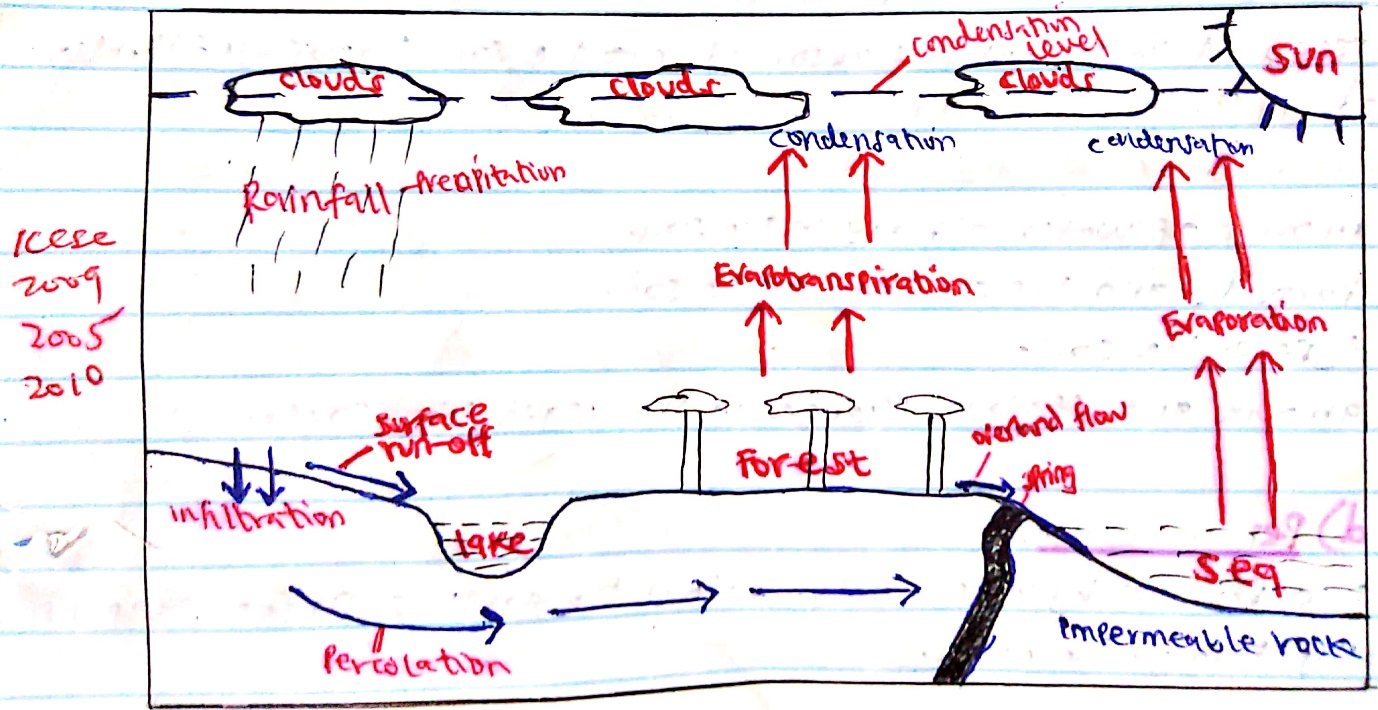 condensation
level
clouds
clouds
clouds
sun
condensation
condensation
Rainfall
Precipitation
KCSE
2009
2005
2010
Evapotranspiration
Evaporation
surface
run-off
overland flow
Forest
spring
infiltration
lake
sea
Percolation
Impermeable rock